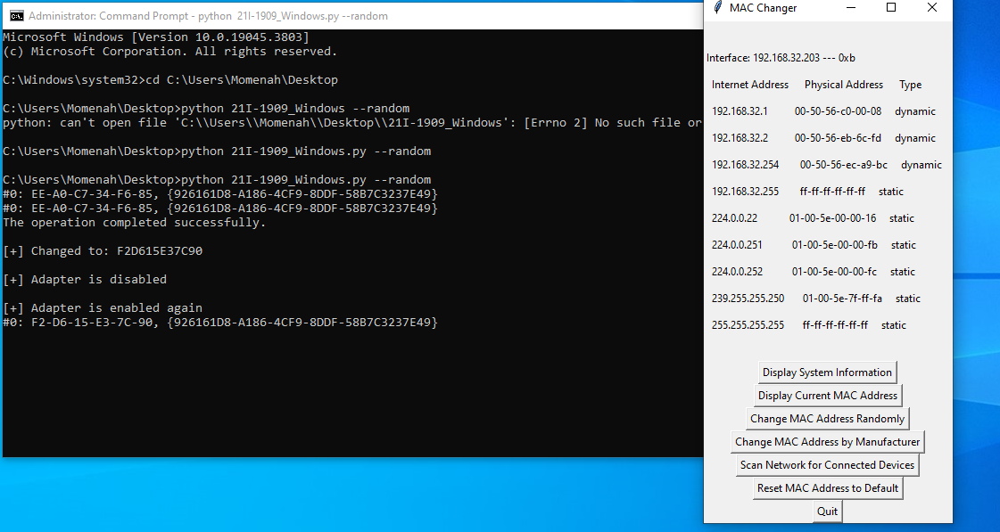 Administrator: Command Prompt - python  21I-1909_Windows.py --random
Microsoft Windows [Version 10.0.19045.3803]
(c) Microsoft Corporation. All rights reserved.
C:\Windows\system32>cd C:\Users\Momenah\Desktop
C:\Users\Momenah\Desktop>python 21I-1909_Windows --random
python: can't open file 'C:\\Users\\Momenah\\Desktop\\21I-1909_Windows': [Errno 2] No such file or
C:\Users\Momenah\Desktop>python 21I-1909_Windows.py --random
C:\Users\Momenah\Desktop>python 21I-1909_Windows.py --random
#0: EE-A0-C7-34-F6-85, {926161D8-A186-4CF9-8DDF-58B7C3237E49}
#0: EE-A0-C7-34-F6-85, {926161D8-A186-4CF9-8DDF-58B7C3237E49}
The operation completed successfully.
[+] Changed to: F2D615E37C90
[+] Adapter is disabled
[+] Adapter is enabled again
#0: F2-D6-15-E3-7C-90, {926161D8-A186-4CF9-8DDF-58B7C3237E49}
MAC Changer
Interface: 192.168.32.203 --- 0xb
Internet Address Physical Address Type
192.168.32.1 00-50-56-c0-00-08 dynamic
192.168.32.2 00-50-56-eb-6c-fd dynamic
192.168.32.254 00-50-56-ec-a9-bc dynamic
192.168.32.255 ff-ff-ff-ff-ff-ff static
224.0.0.22 01-00-5e-00-00-16 static
224.0.0.251 01-00-5e-00-00-fb static
224.0.0.252 01-00-5e-00-00-fc static
239.255.255.250 01-00-5e-7f-ff-fa static
255.255.255.255 ff-ff-ff-ff-ff-ff static
Display System Information
Display Current MAC Address
Change MAC Address Randomly
Change MAC Address by Manufacturer
Scan Network for Connected Devices
Reset MAC Address to Default
Quit